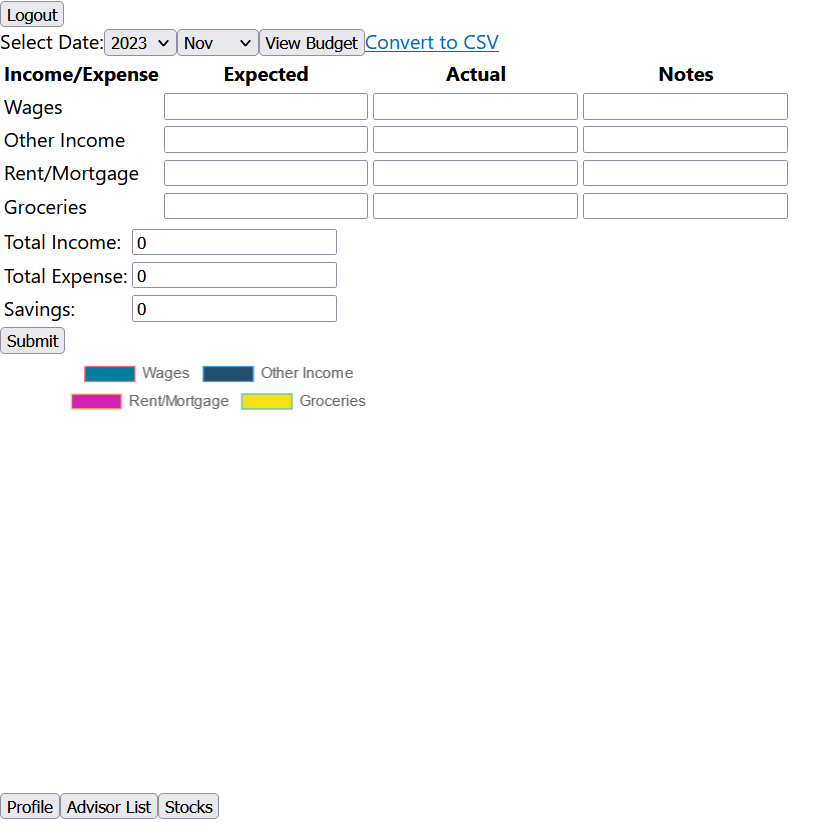 Logout
Select Date: 2023 Nov View Budget Convert to CSV
Income/Expense Expected Actual Notes
Wages
Other Income
Rent/Mortgage
Groceries
Total Income: 0
Total Expense: 0
Savings: 0
Submit
Wages Other Income
Rent/Mortgage Groceries
Profile Advisor List Stocks